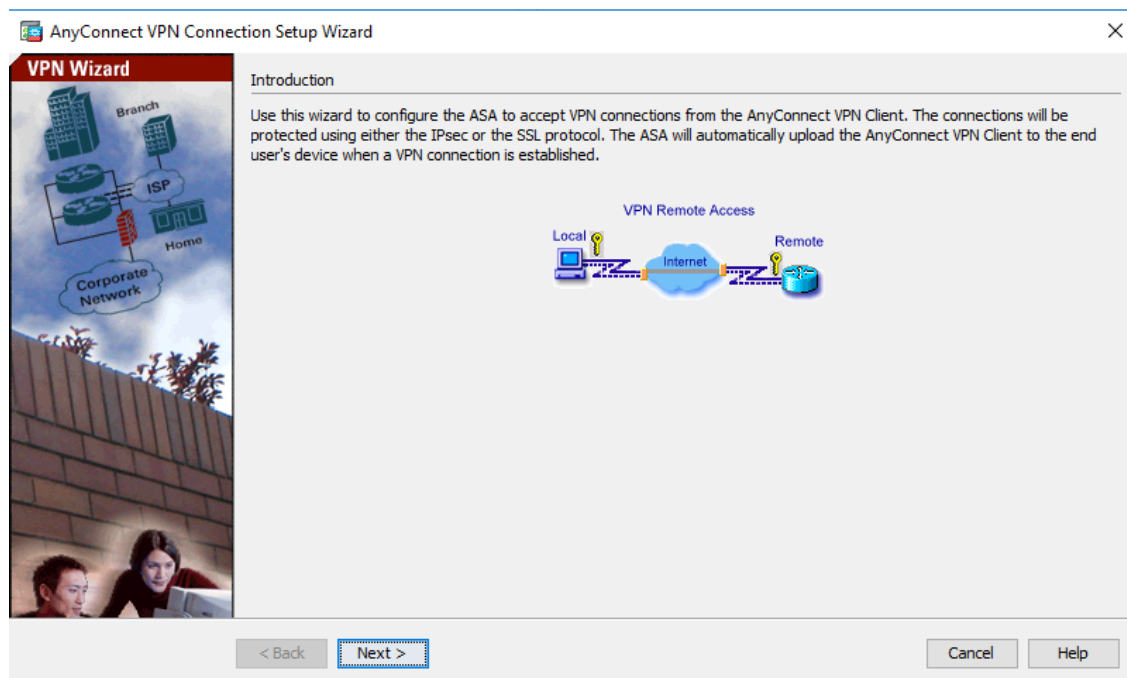 AnyConnect VPN Connection Setup Wizard
VPN Wizard
Branch
ISP
Home
Corporate
Network
Introduction
Use this wizard to configure the ASA to accept VPN connections from the AnyConnect VPN Client. The connections will be
protected using either the IPsec or the SSL protocol. The ASA will automatically upload the AnyConnect VPN Client to the end
user's device when a VPN connection is established.
VPN Remote Access
Local
Internet
Remote
< Back
Next >
Cancel
Help